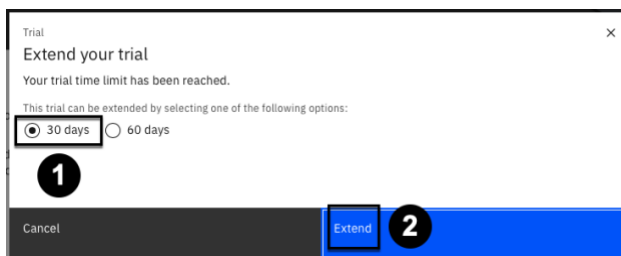 Trial
Extend your trial
Your trial time limit has been reached.
This trial can be extended by selecting one of the following options:
30 days 60 days
1
Cancel Extend 2